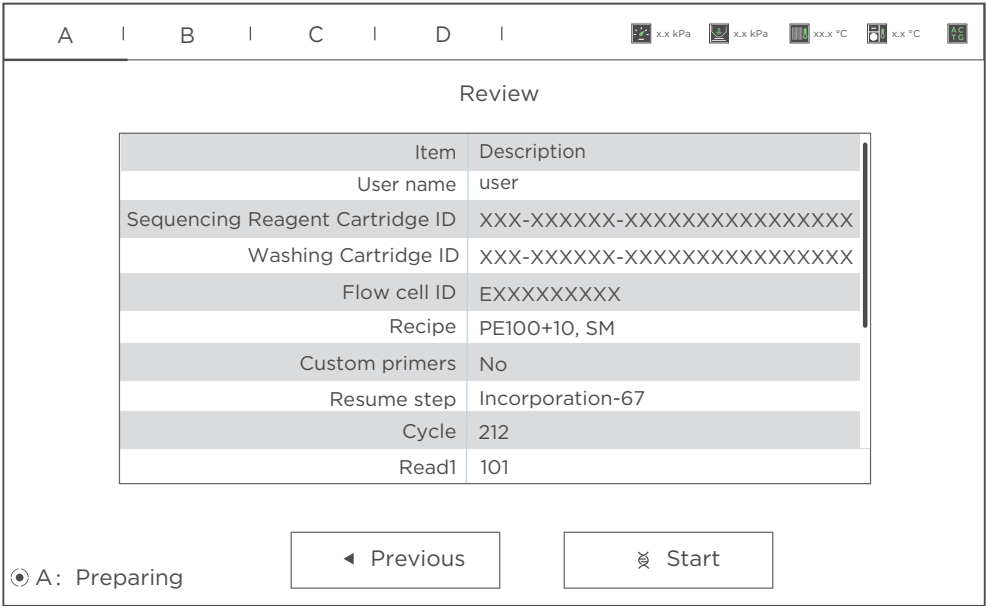 A | B | C | D | x.x kPa x.x kPa xx.x °C x.x °C AC TG
Review
Item Description
User name user
Sequencing Reagent Cartridge ID XXX-XXXXXX-XXXXXXXXXXXXXXX
Washing Cartridge ID XXX-XXXXXX-XXXXXXXXXXXXXXX
Flow cell ID EXXXXXXXXX
Recipe PE100+10, SM
Custom primers No
Resume step Incorporation-67
Cycle 212
Read1 101
Previous Start
A: Preparing